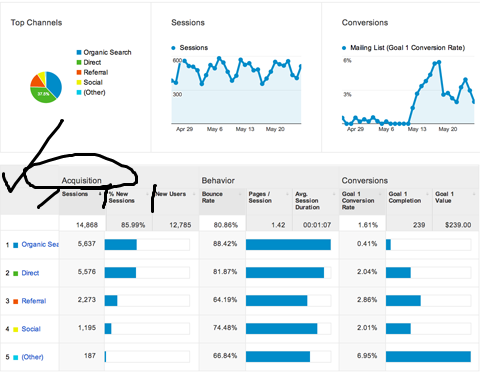 Top Channels
Sessions
Conversions
Organic Search
Direct
Referral
Social
(Other)
37.5%
Sessions
600
300
Apr 29 May 6 May 13 May 20
Mailing List (Goal 1 Conversion Rate)
6%
3%
Apr 29 May 6 May 13 May 20
Acquisition Behavior Conversions
Sessions % New Sessions New Users Bounce Rate Pages / Session Avg. Session Duration Goal 1 Conversion Rate Goal 1 Completion Goal 1 Value
14,868 85.99% 12,785 80.86% 1.42 00:01:07 1.61% 239 $239.00
1 Organic Sea 5,637 88.42% 0.41%
2 Direct 5,576 81.87% 2.04%
3 Referral 2,273 64.19% 2.86%
4 Social 1,195 74.48% 2.01%
5 (Other) 187 66.84% 6.95%